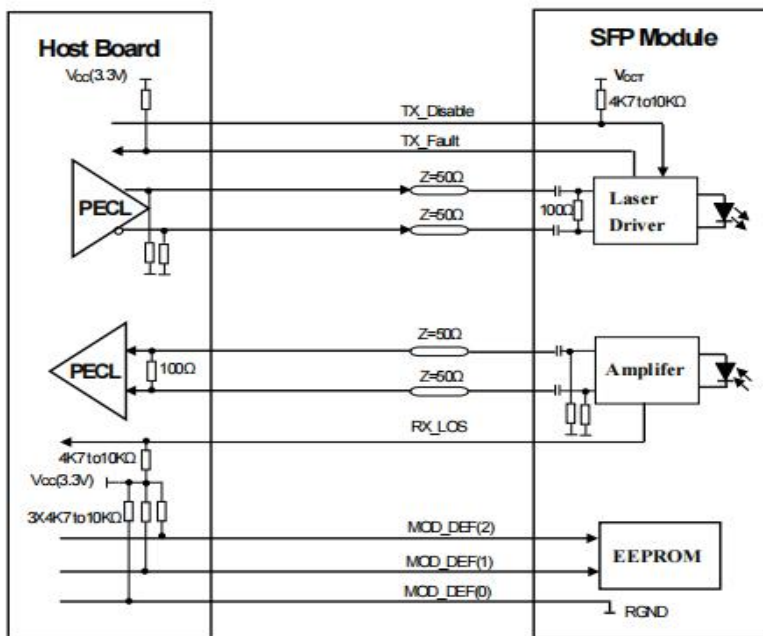 Host Board
SFP Module
Vcc(3.3V)
VCCT
4K7to10KΩ
TX_Disable
TX_Fault
PECL
Z=50Ω
Z=50Ω
100Ω
Laser
Driver
PECL
100Ω
Z=50Ω
Z=50Ω
Amplifer
RX_LOS
4K7to10KΩ
Vcc(3.3V)
3X4K7to10KΩ
MOD_DEF(2)
MOD_DEF(1)
MOD_DEF(0)
EEPROM
RGND